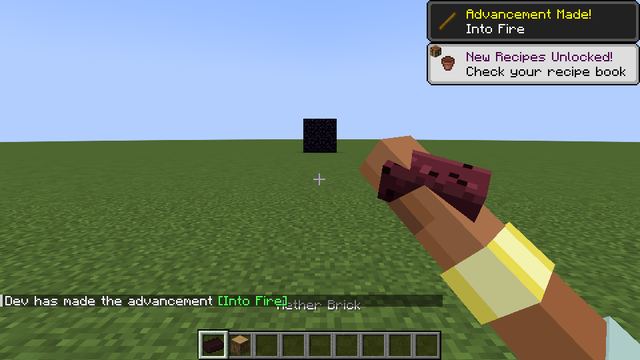 Advancement Made!
Into Fire
New Recipes Unlocked!
Check your recipe book
Dev has made the advancement [Into Fire]
Nether Brick